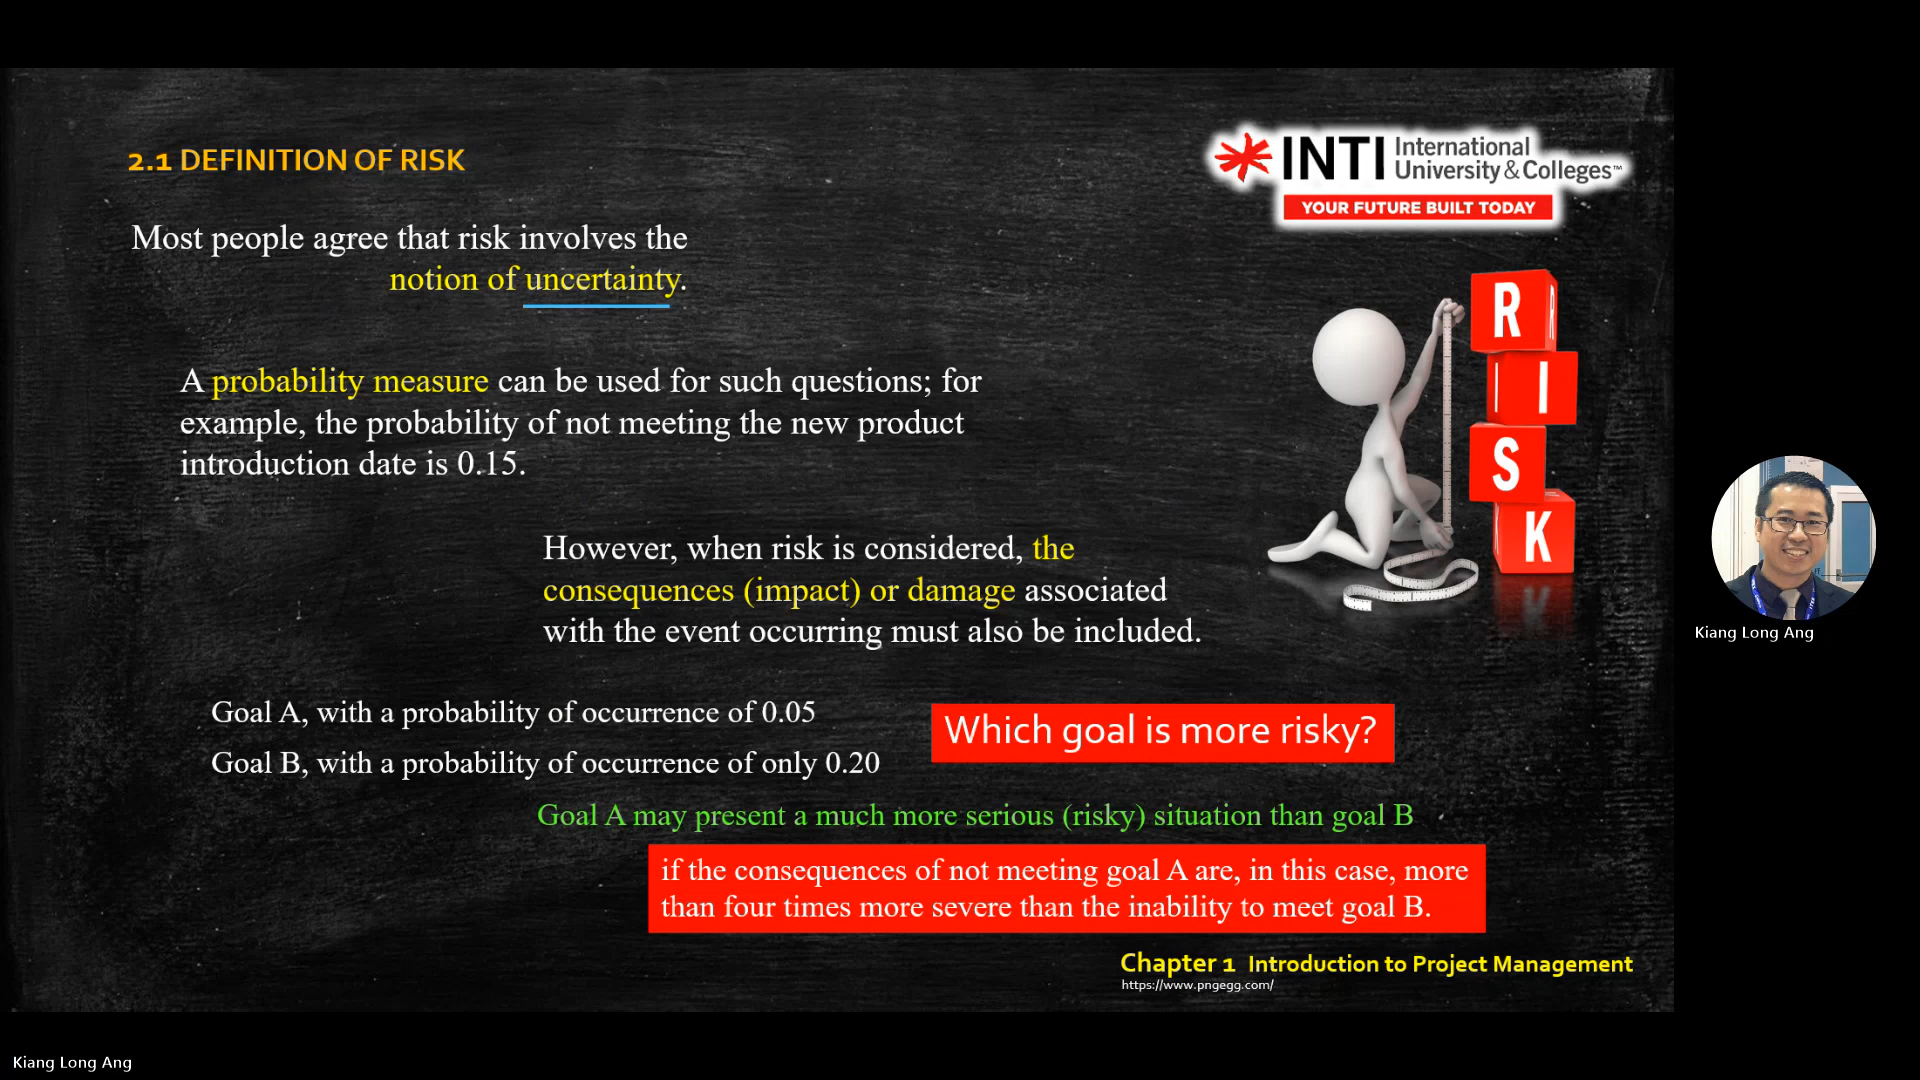 2.1 DEFINITION OF RISK
INTI International
University & Colleges™
YOUR FUTURE BUILT TODAY
Most people agree that risk involves the
notion of uncertainty.
R
I
S
K
A probability measure can be used for such questions; for
example, the probability of not meeting the new product
introduction date is 0.15.
However, when risk is considered, the
consequences (impact) or damage associated
with the event occurring must also be included.
Kiang Long Ang
Goal A, with a probability of occurrence of 0.05
Goal B, with a probability of occurrence of only 0.20
Which goal is more risky?
Goal A may present a much more serious (risky) situation than goal B
if the consequences of not meeting goal A are, in this case, more
than four times more severe than the inability to meet goal B.
Chapter 1 Introduction to Project Management
https://www.pngegg.com/
Kiang Long Ang